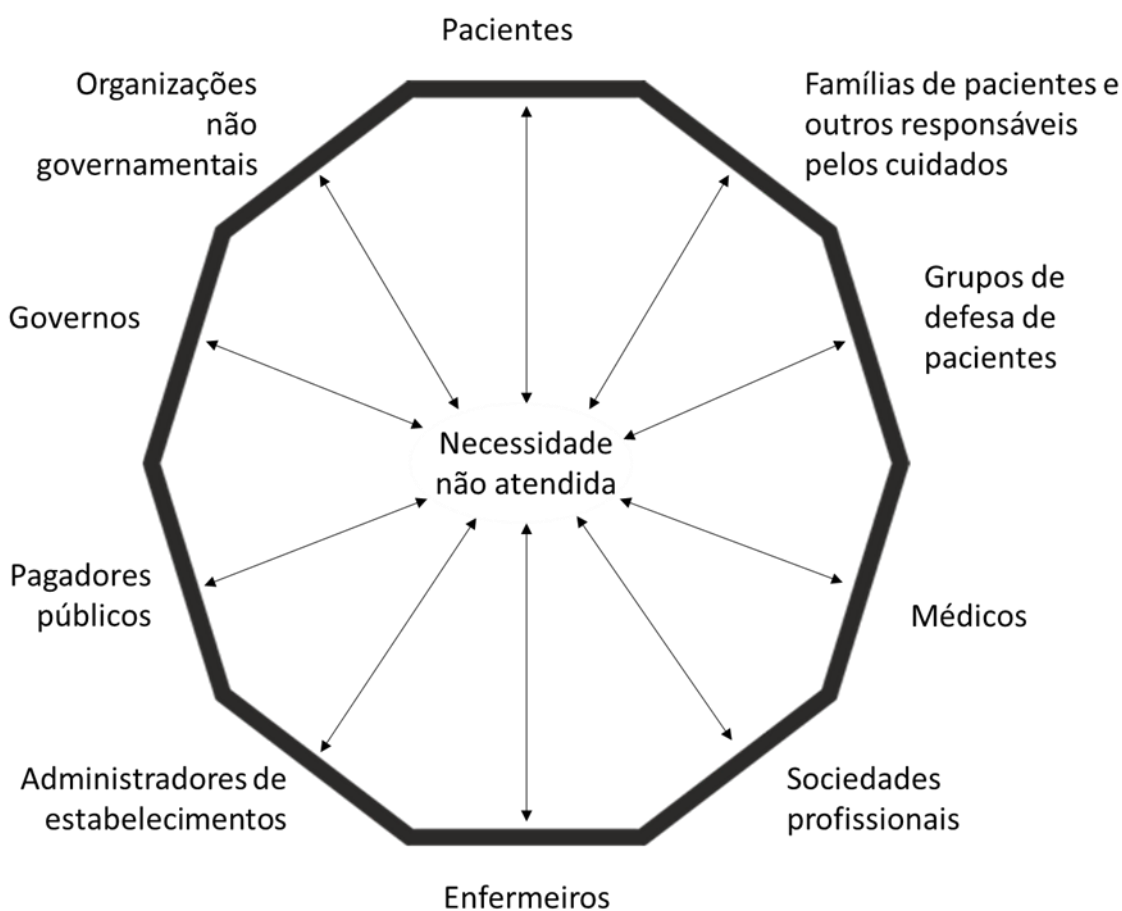 Pacientes
Organizações
não
governamentais
Famílias de pacientes e
outros responsáveis
pelos cuidados
Governos
Grupos de
defesa de
pacientes
Necessidade
não atendida
Pagadores
públicos
Médicos
Administradores de
estabelecimentos
Sociedades
profissionais
Enfermeiros